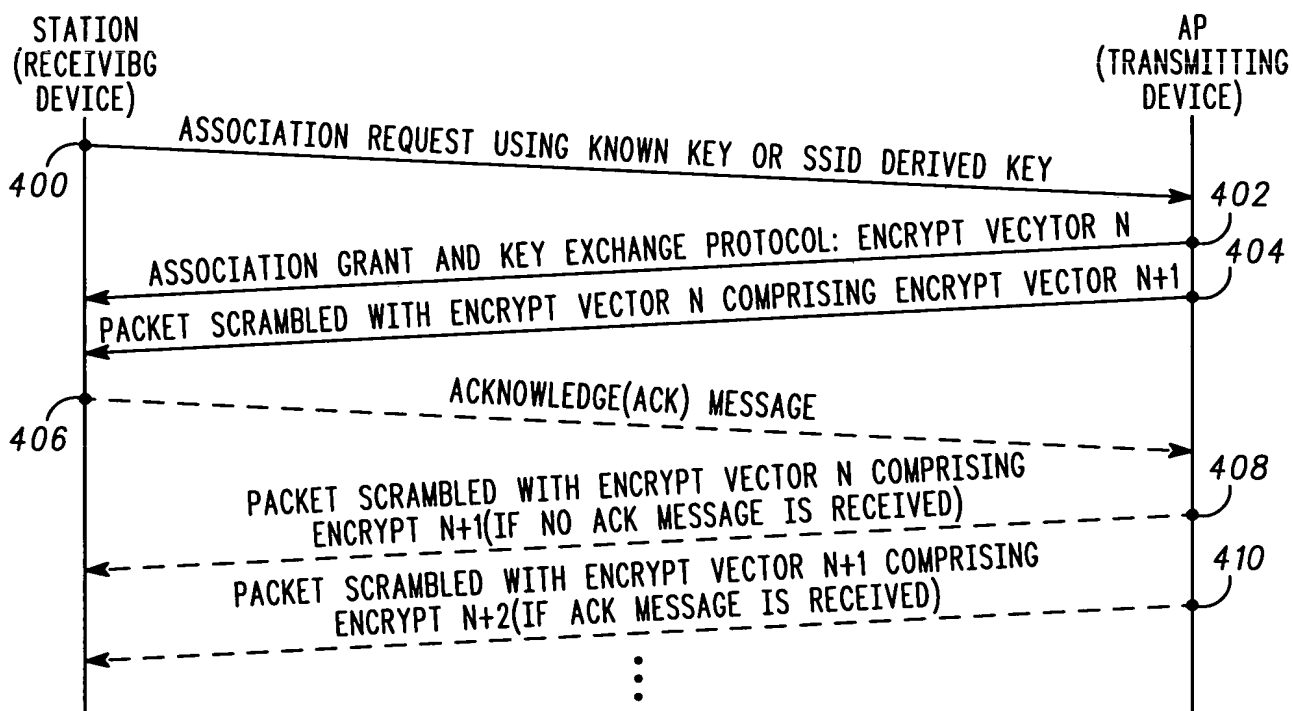 STATION
(RECEIVIBG
DEVICE)
AP
(TRANSMITTING
DEVICE)
ASSOCIATION REQUEST USING KNOWN KEY OR SSID DERIVED KEY
400
402
ASSOCIATION GRANT AND KEY EXCHANGE PROTOCOL: ENCRYPT VECYTOR N
404
PACKET SCRAMBLED WITH ENCRYPT VECTOR N COMPRISING ENCRYPT VECTOR N+1
ACKNOWLEDGE(ACK) MESSAGE
406
408
PACKET SCRAMBLED WITH ENCRYPT VECTOR N COMPRISING
ENCRYPT N+1(IF NO ACK MESSAGE IS RECEIVED)
410
PACKET SCRAMBLED WITH ENCRYPT VECTOR N+1 COMPRISING
ENCRYPT N+2(IF ACK MESSAGE IS RECEIVED)